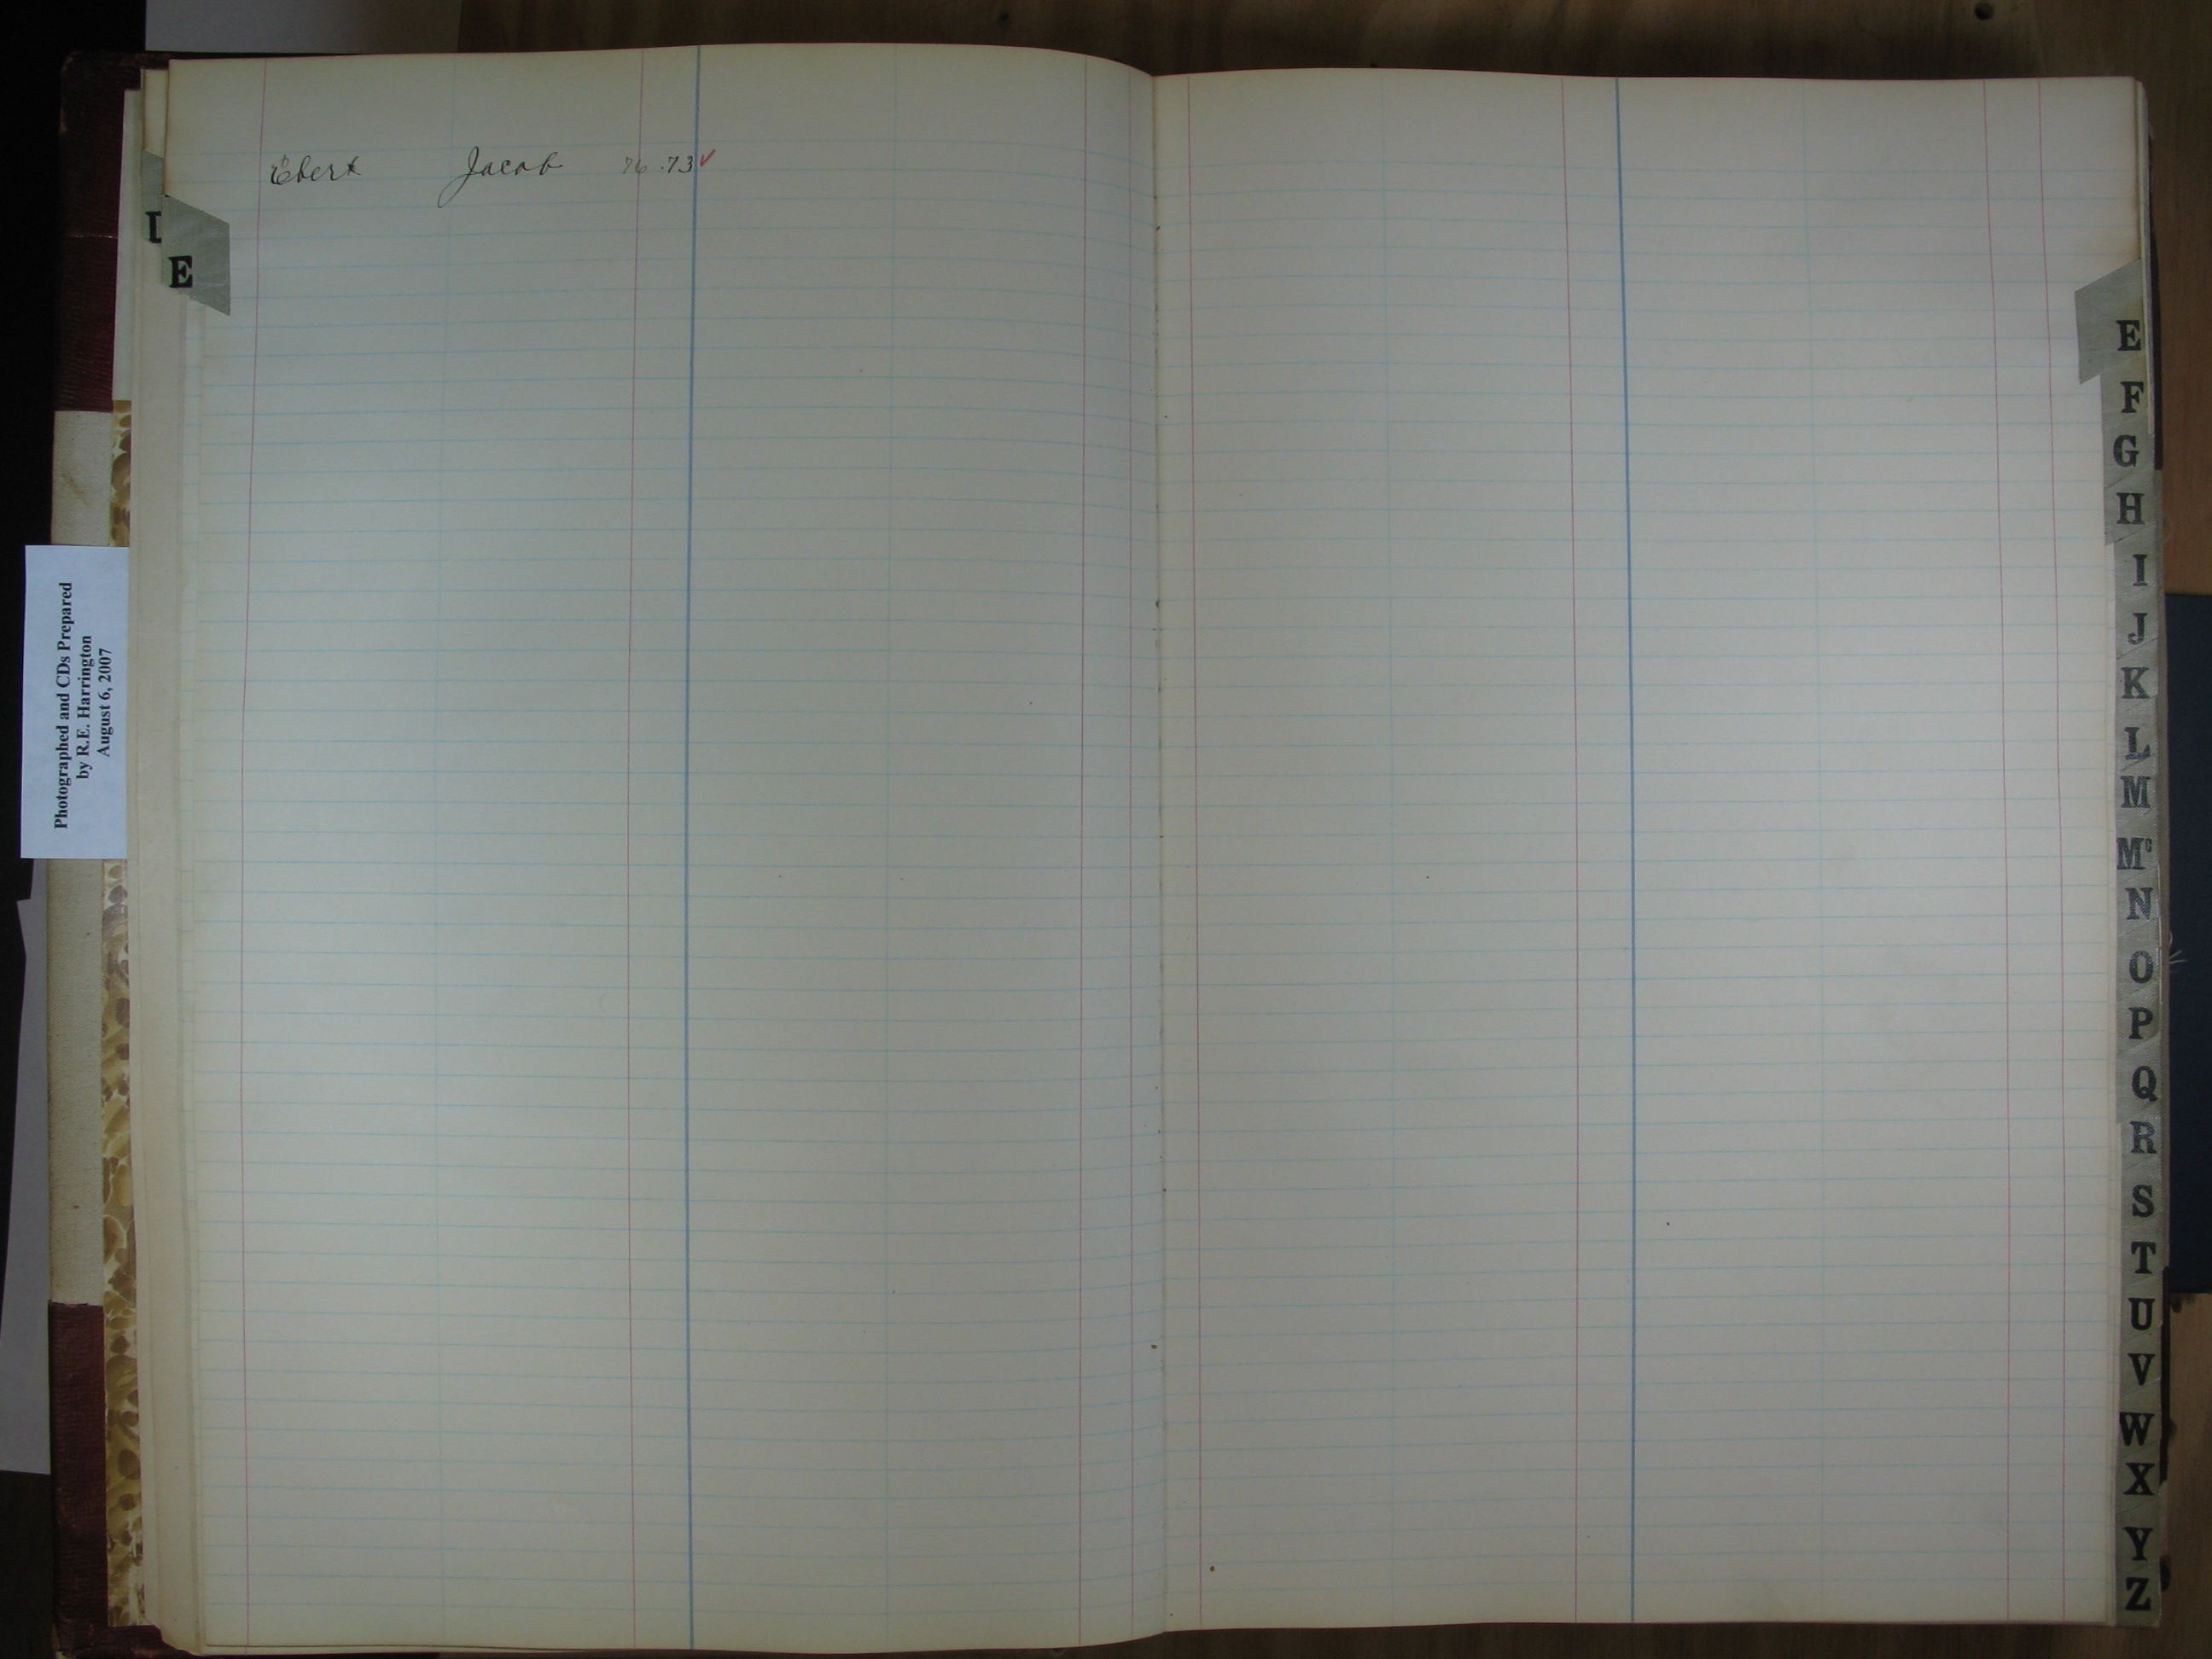 Ebert Jacob 76.73✓
D
E
Photographed and CDs Prepared
by R.E. Harrington
August 6, 2007
E
F
G
H
I
J
K
L
M
Mc
N
O
P
Q
R
S
T
U
V
W
X
Y
Z